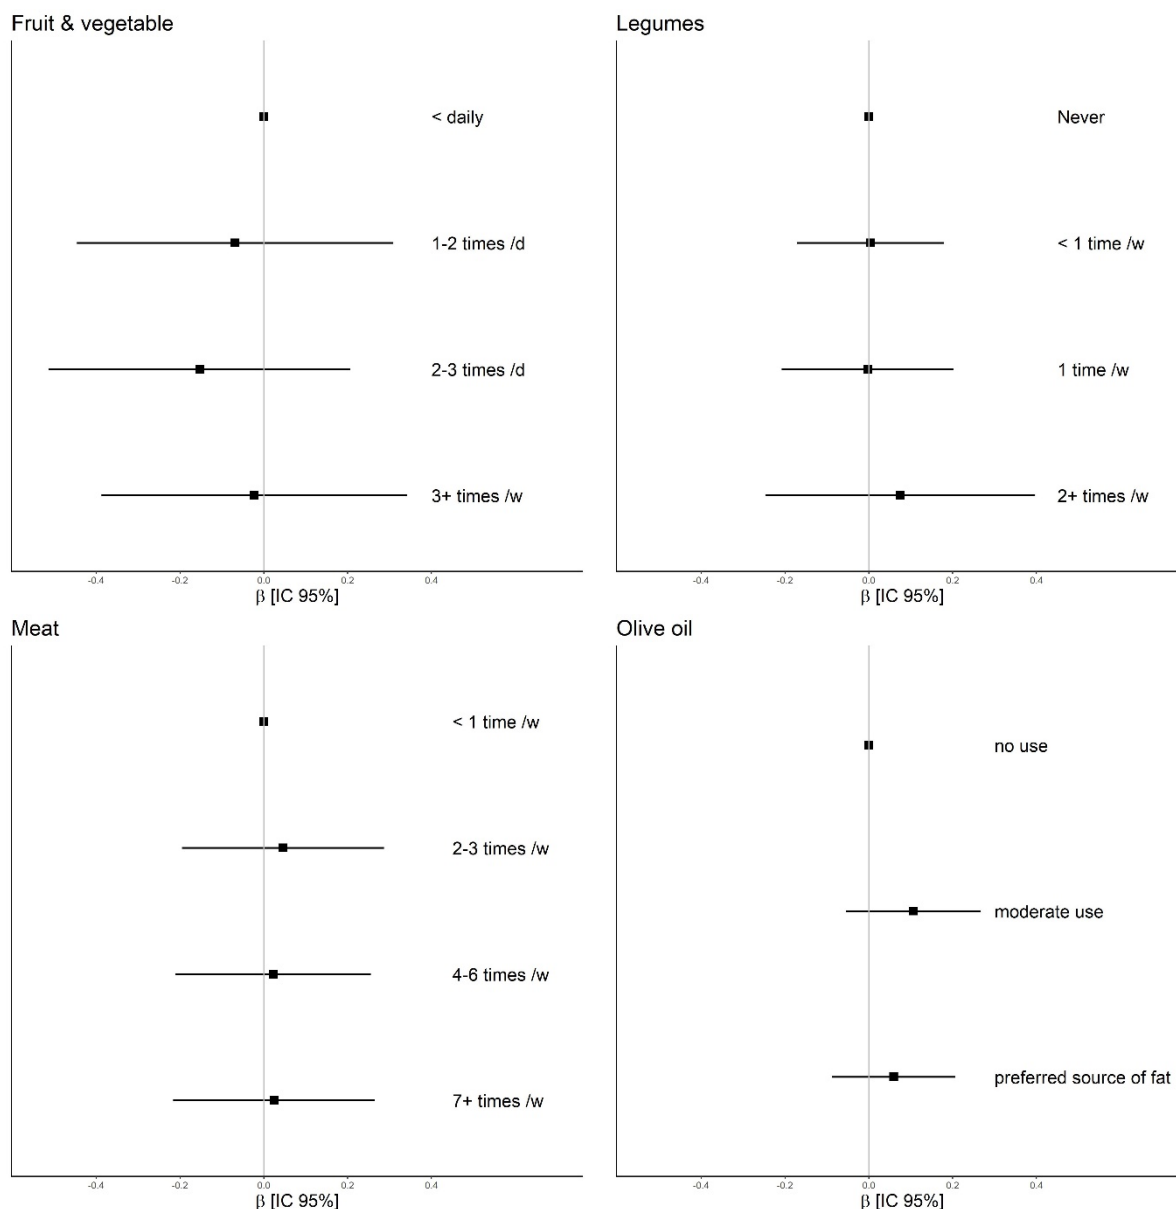 Fruit & vegetable
< daily
1-2 times /d
2-3 times /d
3+ times /w
-0.4 -0.2 0.0 0.2 0.4
β [IC 95%]
Legumes
Never
< 1 time /w
1 time /w
2+ times /w
-0.4 -0.2 0.0 0.2 0.4
β [IC 95%]
Meat
< 1 time /w
2-3 times /w
4-6 times /w
7+ times /w
-0.4 -0.2 0.0 0.2 0.4
β [IC 95%]
Olive oil
no use
moderate use
preferred source of fat
-0.4 -0.2 0.0 0.2 0.4
β [IC 95%]